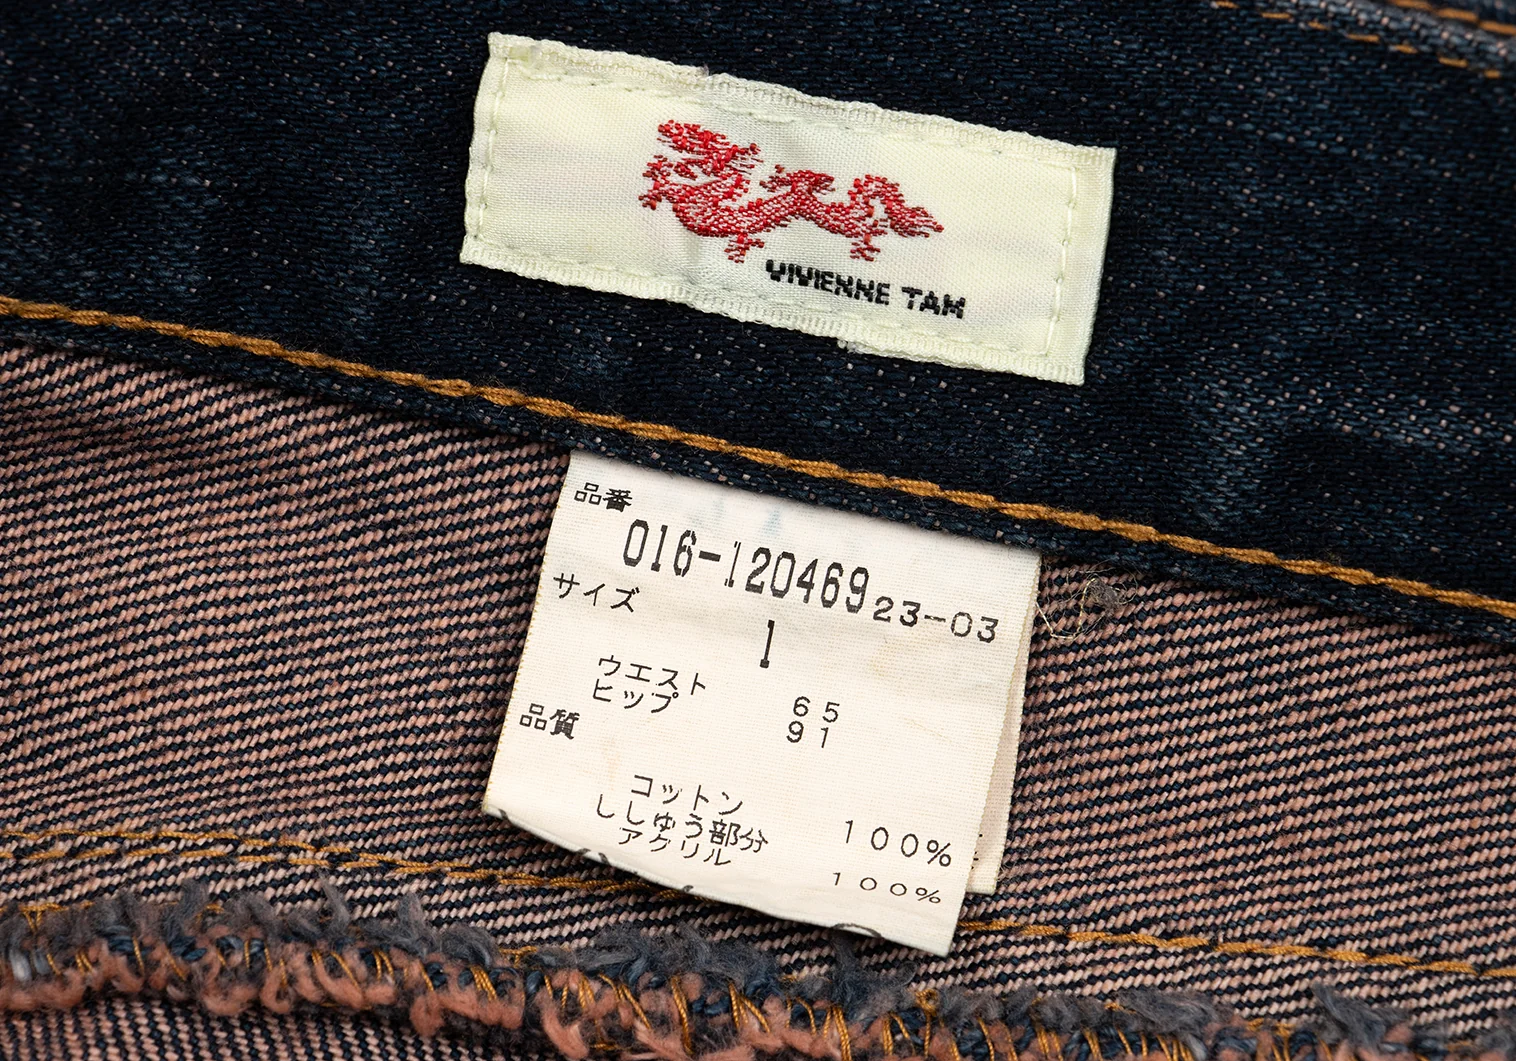 VIVIENNE TAM
品番
016-120469 23-03
サイズ
1
ウエスト 65
ヒップ 91
品質
コットン 100%
ししゅう部分
アクリル 100%